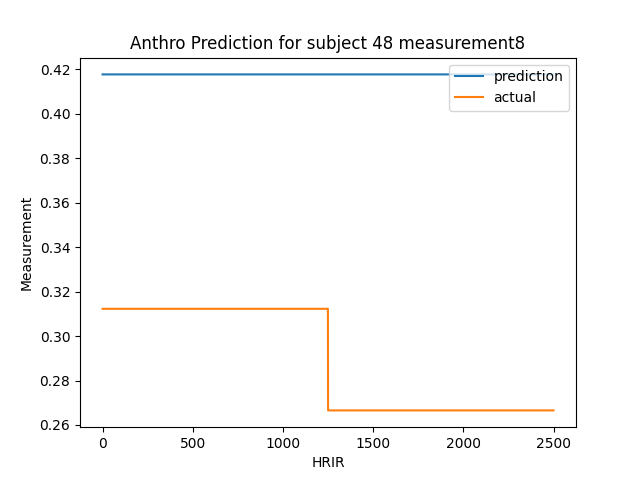 Anthro Prediction for subject 48 measurement8
prediction
actual
Measurement
0.42
0.40
0.38
0.36
0.34
0.32
0.30
0.28
0.26
0 500 1000 1500 2000 2500
HRIR